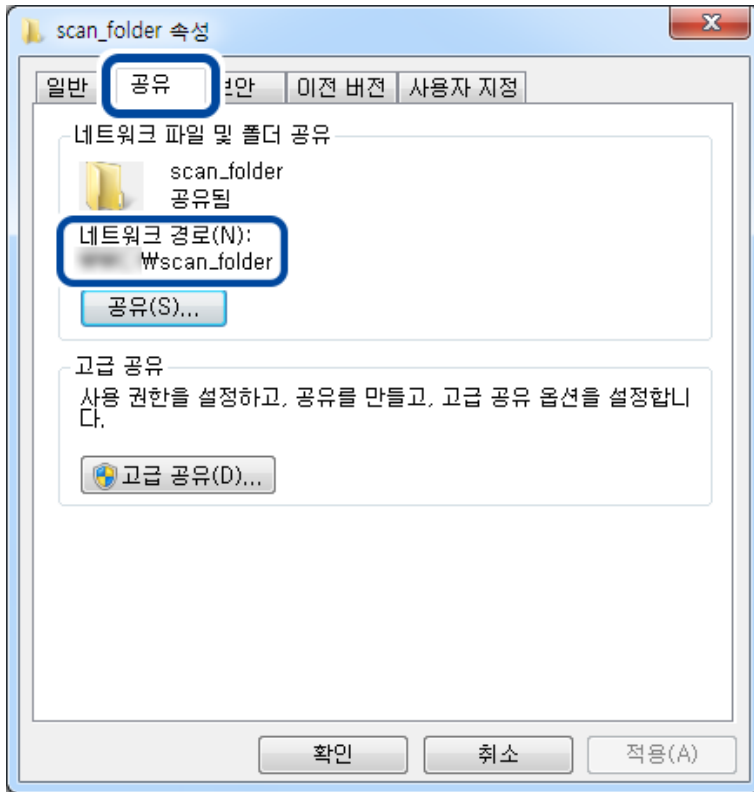 scan_folder 속성
일반 공유 보안 이전 버전 사용자 지정
네트워크 파일 및 폴더 공유
scan_folder
공유됨
네트워크 경로(N):
₩scan_folder
공유(S)...
고급 공유
사용 권한을 설정하고, 공유를 만들고, 고급 공유 옵션을 설정합니
다.
고급 공유(D)...
확인 취소 적용(A)